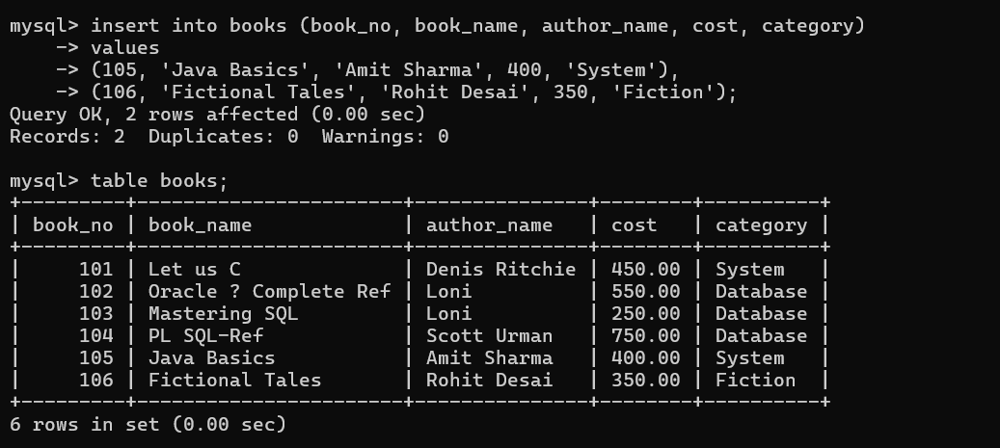 mysql> insert into books (book_no, book_name, author_name, cost, category)
    -> values
    -> (105, 'Java Basics', 'Amit Sharma', 400, 'System'),
    -> (106, 'Fictional Tales', 'Rohit Desai', 350, 'Fiction');
Query OK, 2 rows affected (0.00 sec)
Records: 2  Duplicates: 0  Warnings: 0

mysql> table books;
+---------+-----------------------+---------------+--------+----------+
| book_no | book_name             | author_name   | cost   | category |
+---------+-----------------------+---------------+--------+----------+
|     101 | Let us C              | Denis Ritchie | 450.00 | System   |
|     102 | Oracle ? Complete Ref | Loni          | 550.00 | Database |
|     103 | Mastering SQL         | Loni          | 250.00 | Database |
|     104 | PL SQL-Ref            | Scott Urman   | 750.00 | Database |
|     105 | Java Basics           | Amit Sharma   | 400.00 | System   |
|     106 | Fictional Tales       | Rohit Desai   | 350.00 | Fiction  |
+---------+-----------------------+---------------+--------+----------+
6 rows in set (0.00 sec)